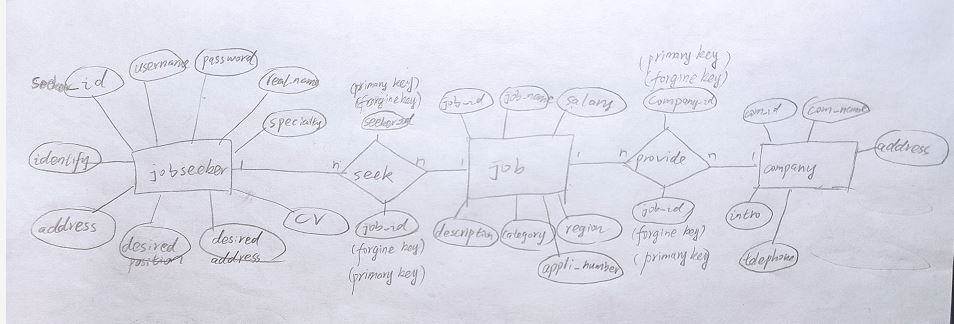 id
username
password
real_name
specialty
identify
jobseeker
address
desired
position
desired
address
CV
1
n
(primary key)
(forgine key)
seeker_id
seek
job_id
(forgine key)
(primary key)
n
1
job_id
job_name
salary
job
description
category
region
appli_number
1
n
(primary key)
(forgine key)
company_id
provide
job_id
(forgine key)
(primary key)
n
1
com_id
com_name
address
company
intro
telephone